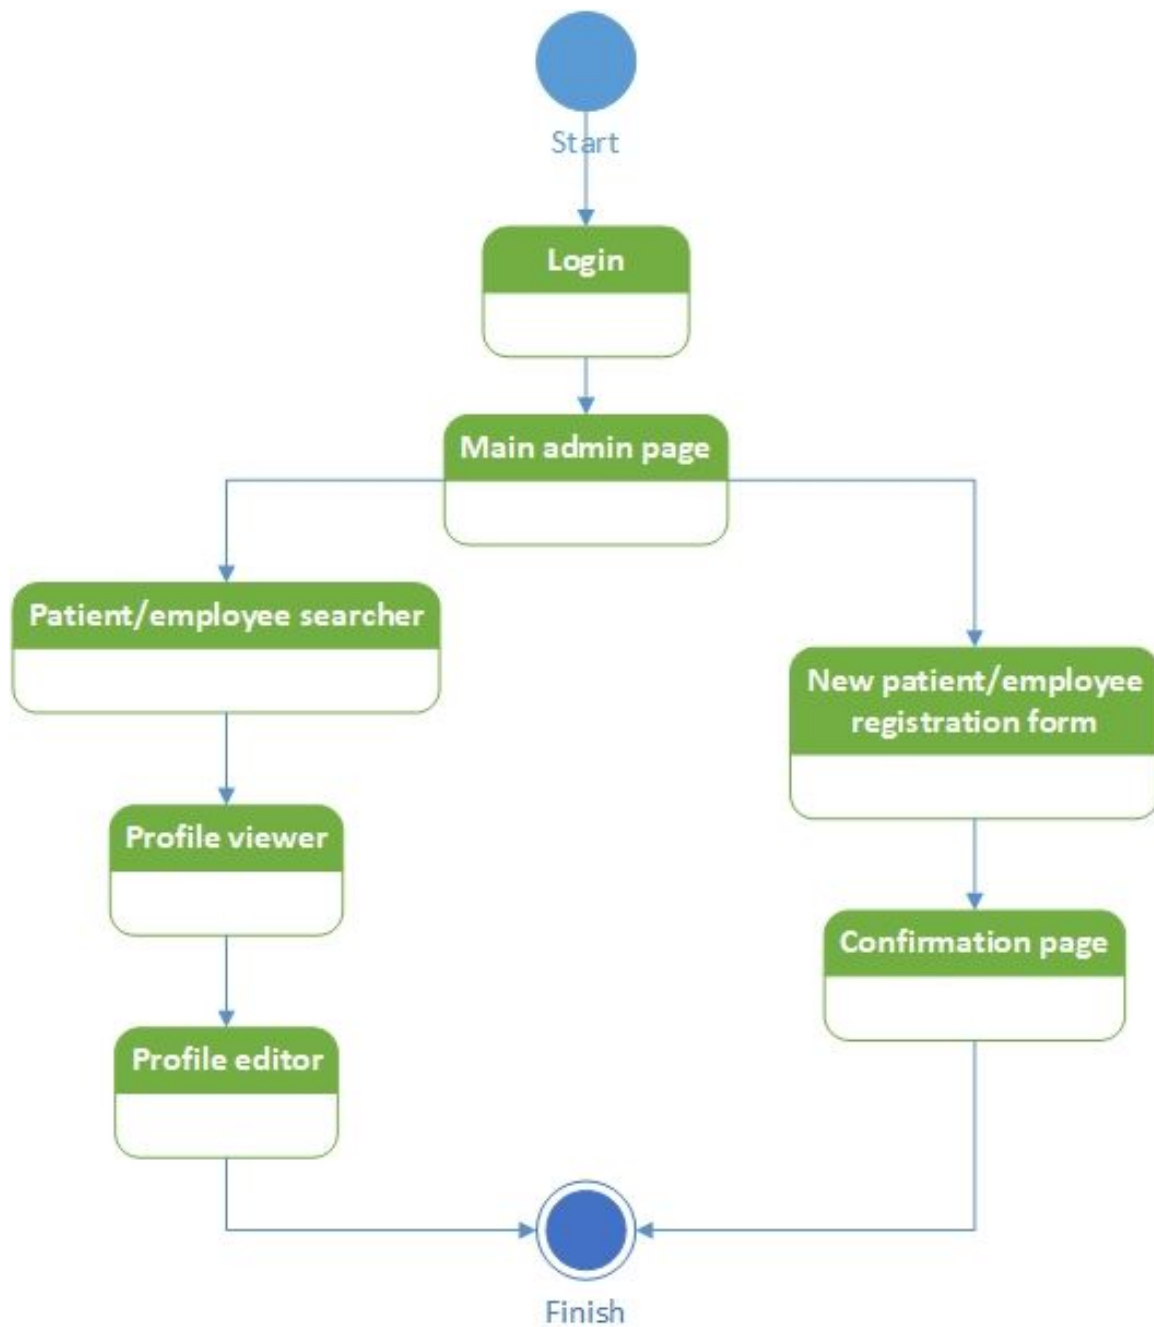 Start
Login
Main admin page
Patient/employee searcher
New patient/employee
registration form
Profile viewer
Confirmation page
Profile editor
Finish